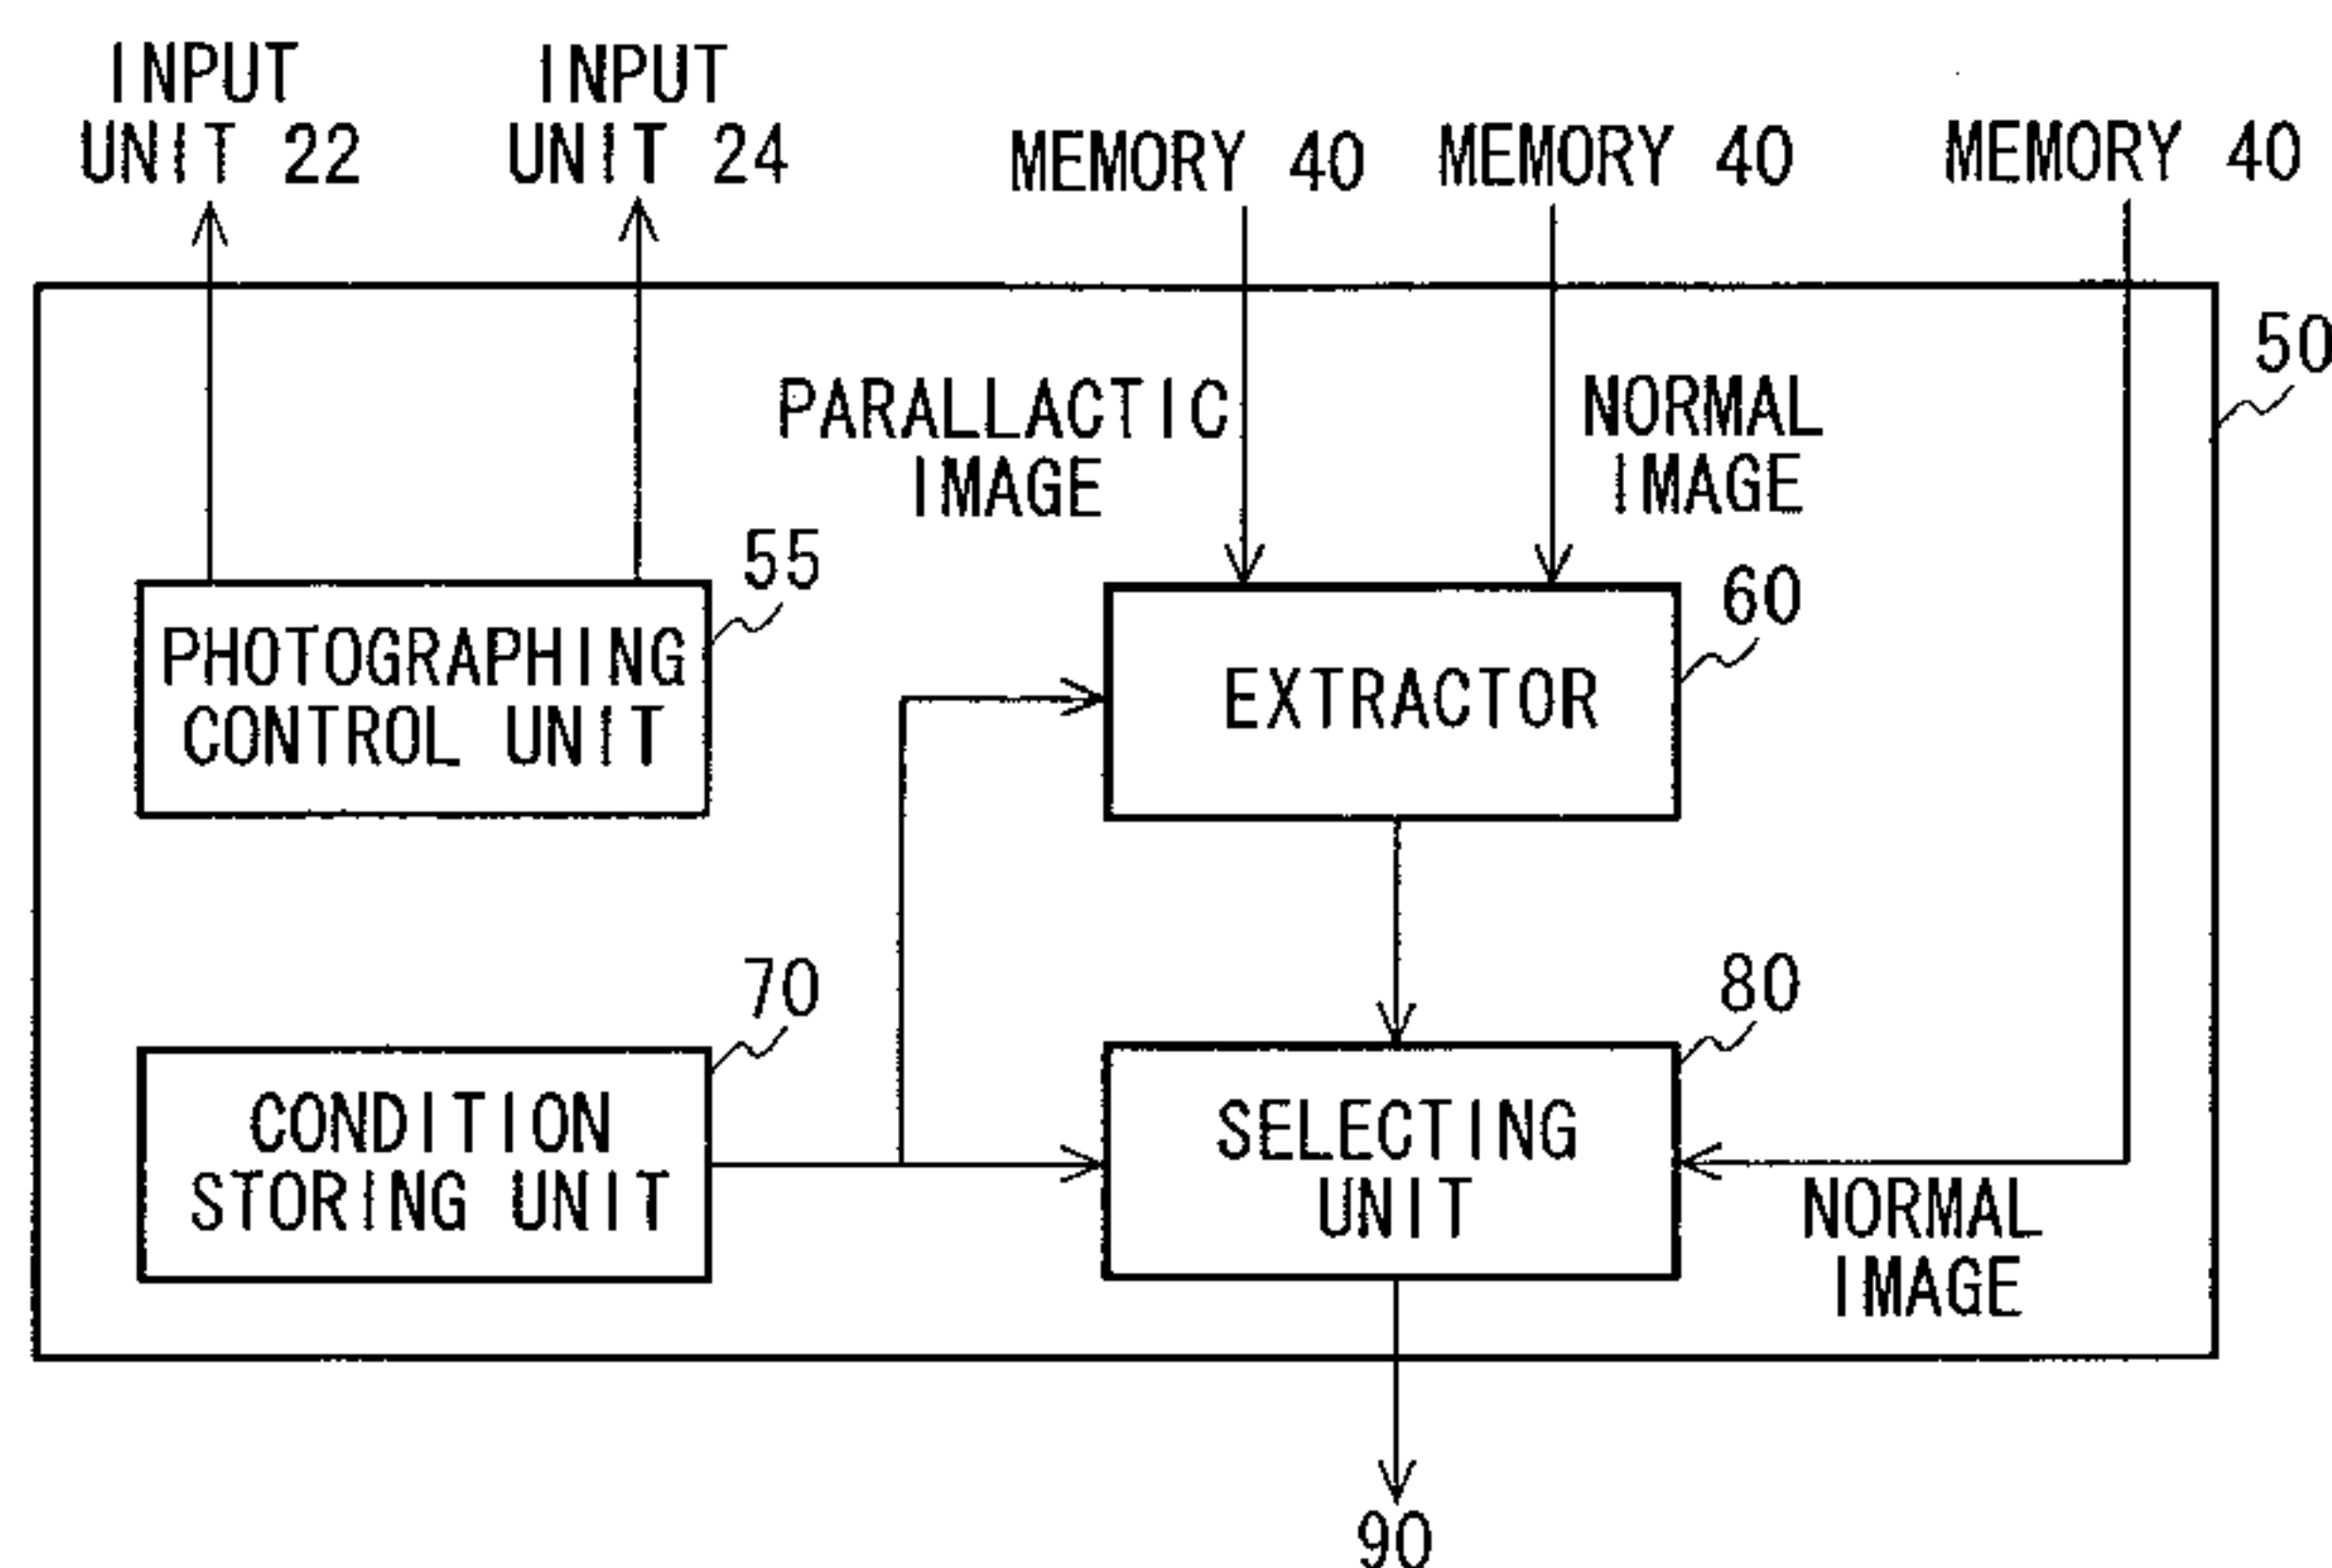 INPUT
UNIT 22
INPUT
UNIT 24
MEMORY 40
MEMORY 40
MEMORY 40
50
PARALLACTIC
IMAGE
NORMAL
IMAGE
55
PHOTOGRAPHING
CONTROL UNIT
60
EXTRACTOR
70
CONDITION
STORING UNIT
80
SELECTING
UNIT
NORMAL
IMAGE
90